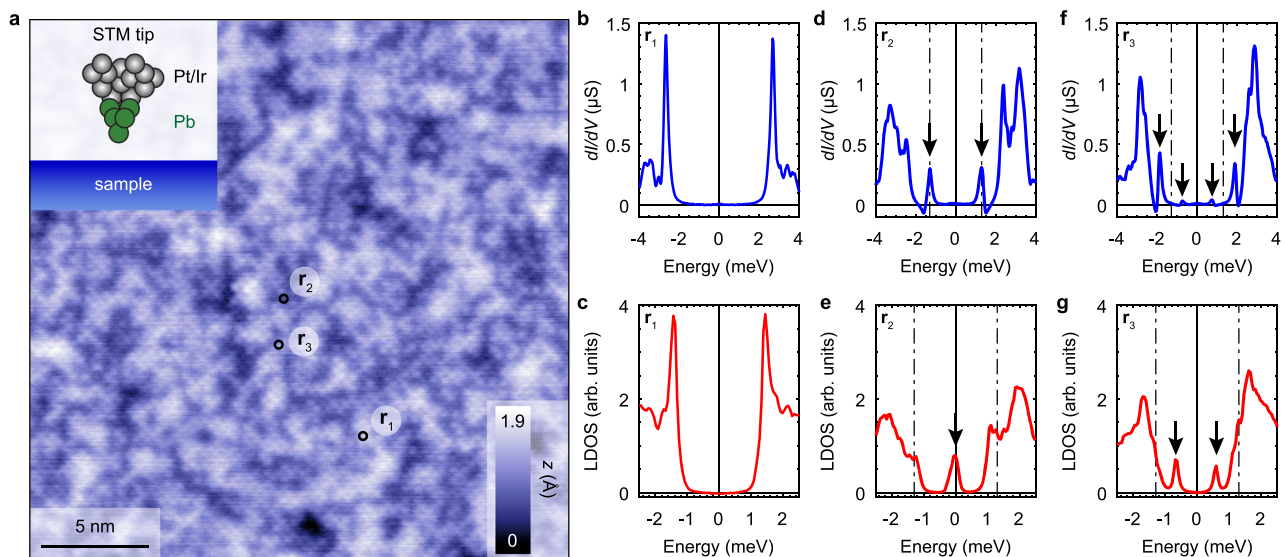 a
STM tip
Pt/Ir
Pb
sample
r2
r3
r1
5 nm
1.9
z (Å)
0
b
r1
1.5
1
0.5
0
dI/dV (µS)
-4 -2 0 2 4
Energy (meV)
d
r2
1.5
1
0.5
0
dI/dV (µS)
-4 -2 0 2 4
Energy (meV)
f
r3
1.5
1
0.5
0
dI/dV (µS)
-4 -2 0 2 4
Energy (meV)
c
r1
4
2
0
LDOS (arb. units)
-2 -1 0 1 2
Energy (meV)
e
r2
4
2
0
LDOS (arb. units)
-2 -1 0 1 2
Energy (meV)
g
r3
4
2
0
LDOS (arb. units)
-2 -1 0 1 2
Energy (meV)